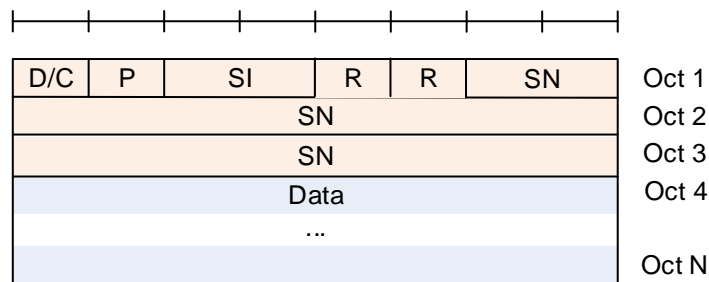 D/C P SI R R SN Oct 1
SN Oct 2
SN Oct 3
Data Oct 4
...
Oct N